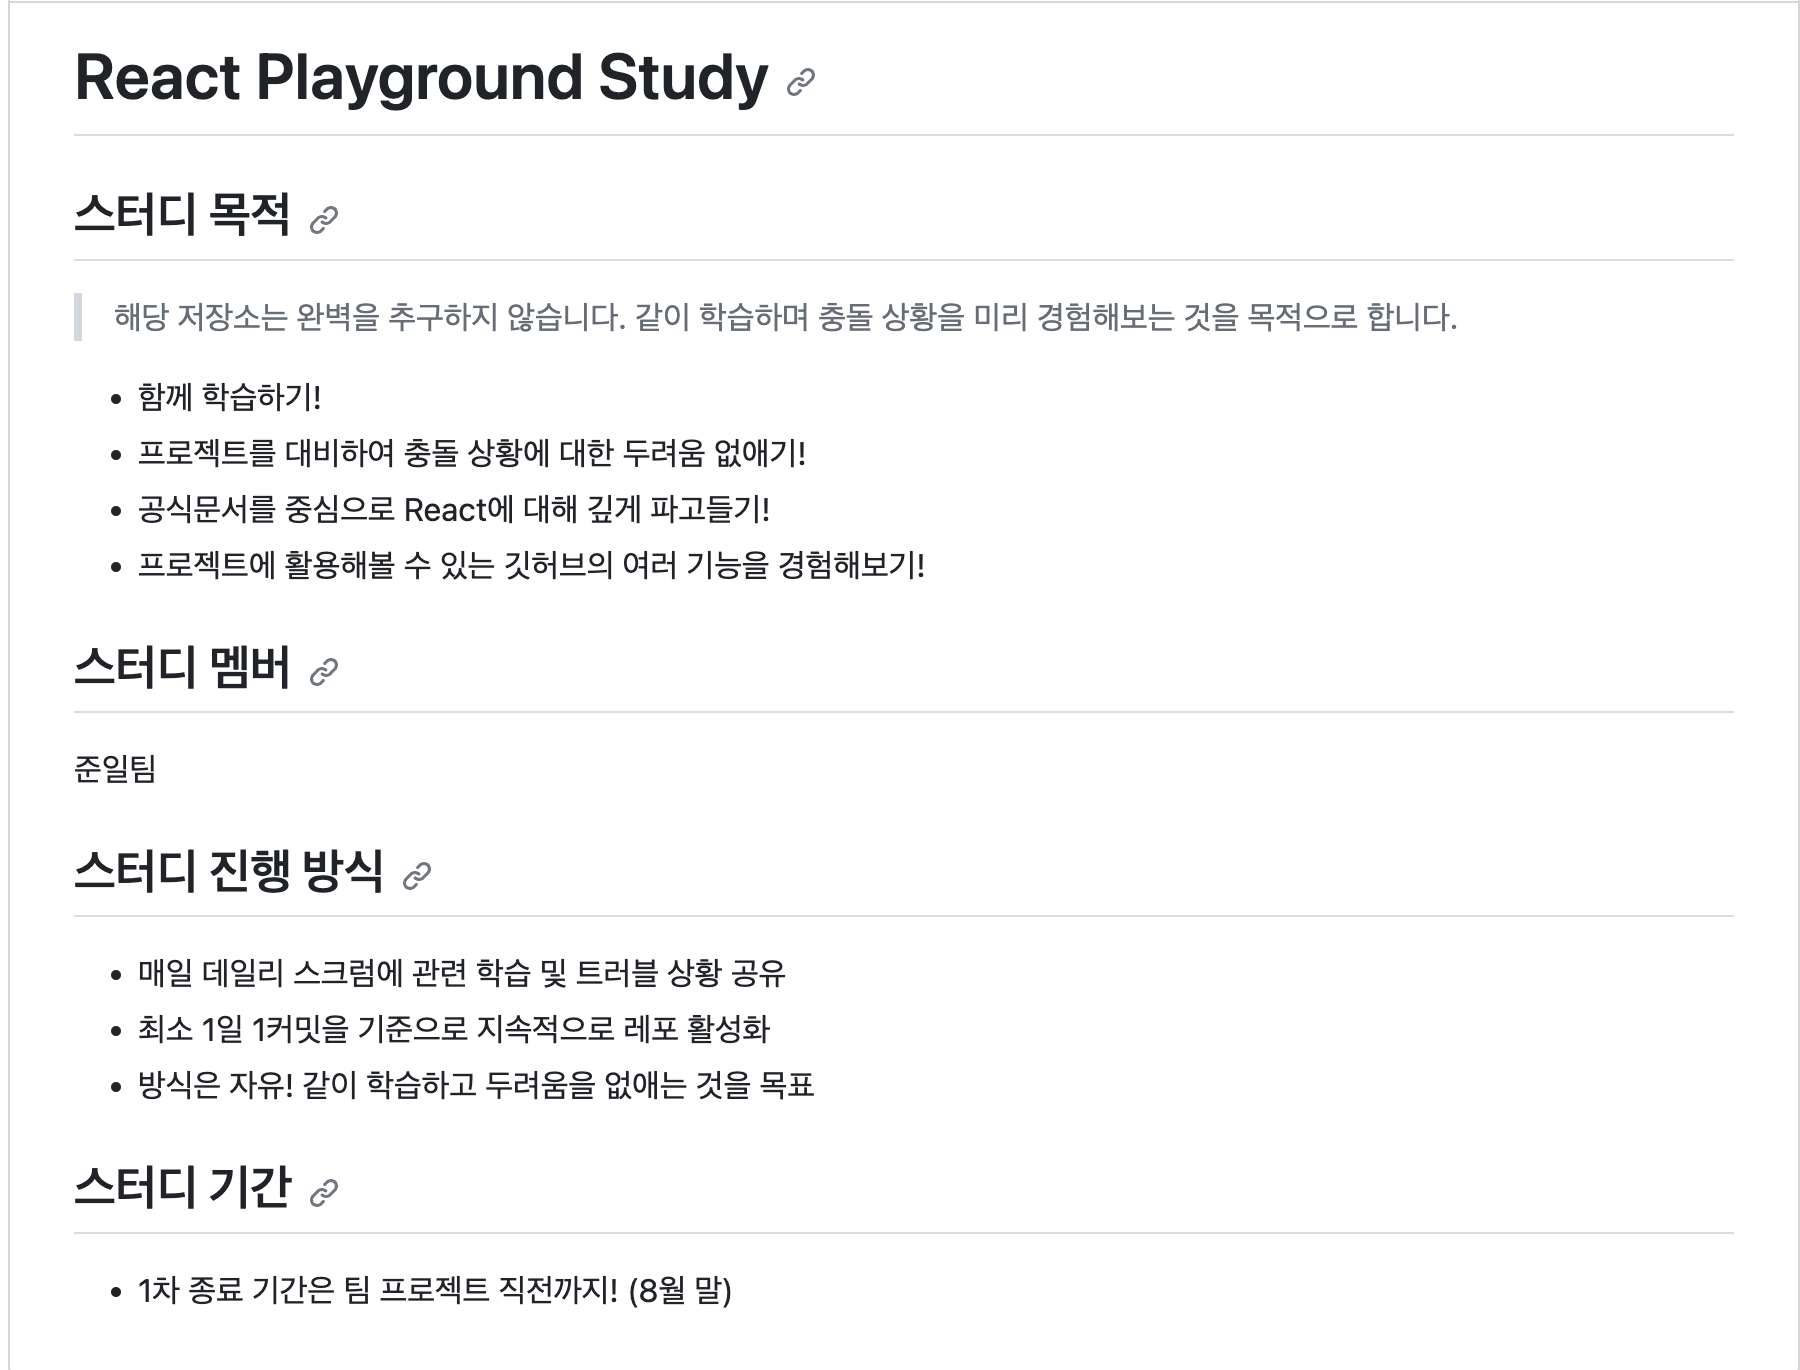 React Playground Study
스터디 목적
해당 저장소는 완벽을 추구하지 않습니다. 같이 학습하며 충돌 상황을 미리 경험해보는 것을 목적으로 합니다.
함께 학습하기!
프로젝트를 대비하여 충돌 상황에 대한 두려움 없애기!
공식문서를 중심으로 React에 대해 깊게 파고들기!
프로젝트에 활용해볼 수 있는 깃허브의 여러 기능을 경험해보기!
스터디 멤버
준일팀
스터디 진행 방식
매일 데일리 스크럼에 관련 학습 및 트러블 상황 공유
최소 1일 1커밋을 기준으로 지속적으로 레포 활성화
방식은 자유! 같이 학습하고 두려움을 없애는 것을 목표
스터디 기간
1차 종료 기간은 팀 프로젝트 직전까지! (8월 말)